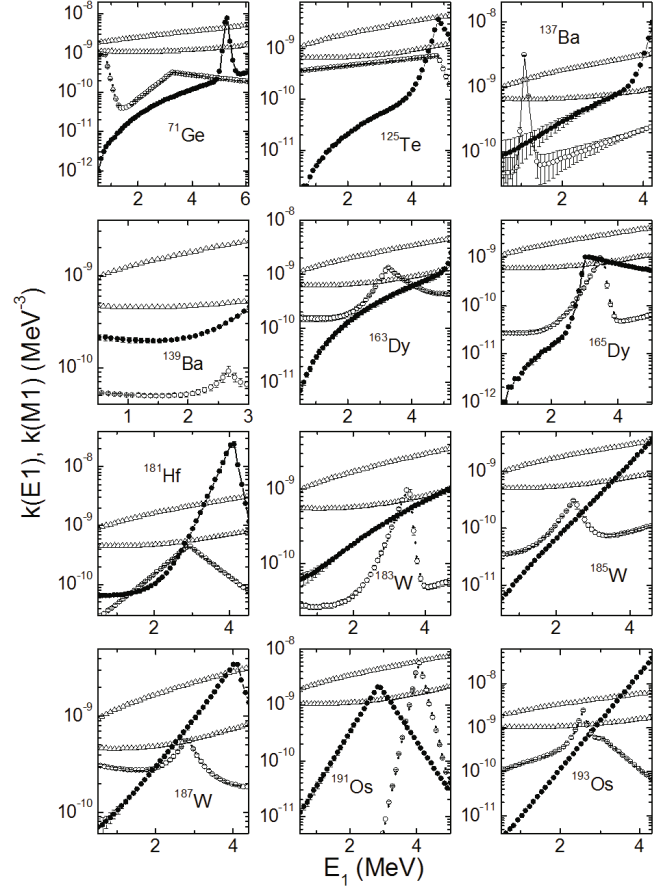 k(E1), k(M1) (MeV⁻³)
10⁻⁸
10⁻⁹
10⁻¹⁰
10⁻¹¹
10⁻¹²
⁷¹Ge
2 4 6
10⁻⁹
10⁻¹⁰
10⁻¹¹
¹²⁵Te
2 4
10⁻⁸
10⁻⁹
10⁻¹⁰
¹³⁷Ba
2 4
10⁻⁹
10⁻¹⁰
¹³⁹Ba
1 2 3
10⁻⁸
10⁻⁹
10⁻¹⁰
10⁻¹¹
¹⁶³Dy
2 4
10⁻⁹
10⁻¹⁰
10⁻¹¹
10⁻¹²
¹⁶⁵Dy
2 4
10⁻⁸
10⁻⁹
10⁻¹⁰
¹⁸¹Hf
2 4
10⁻⁸
10⁻⁹
10⁻¹⁰
¹⁸³W
2 4
10⁻⁹
10⁻¹⁰
10⁻¹¹
¹⁸⁵W
2 4
10⁻⁹
10⁻¹⁰
¹⁸⁷W
2 4
10⁻⁸
10⁻⁹
10⁻¹⁰
10⁻¹¹
¹⁹¹Os
2 4
10⁻⁷
10⁻⁸
10⁻⁹
10⁻¹⁰
10⁻¹¹
¹⁹³Os
1 2 3 4
E₁ (MeV)